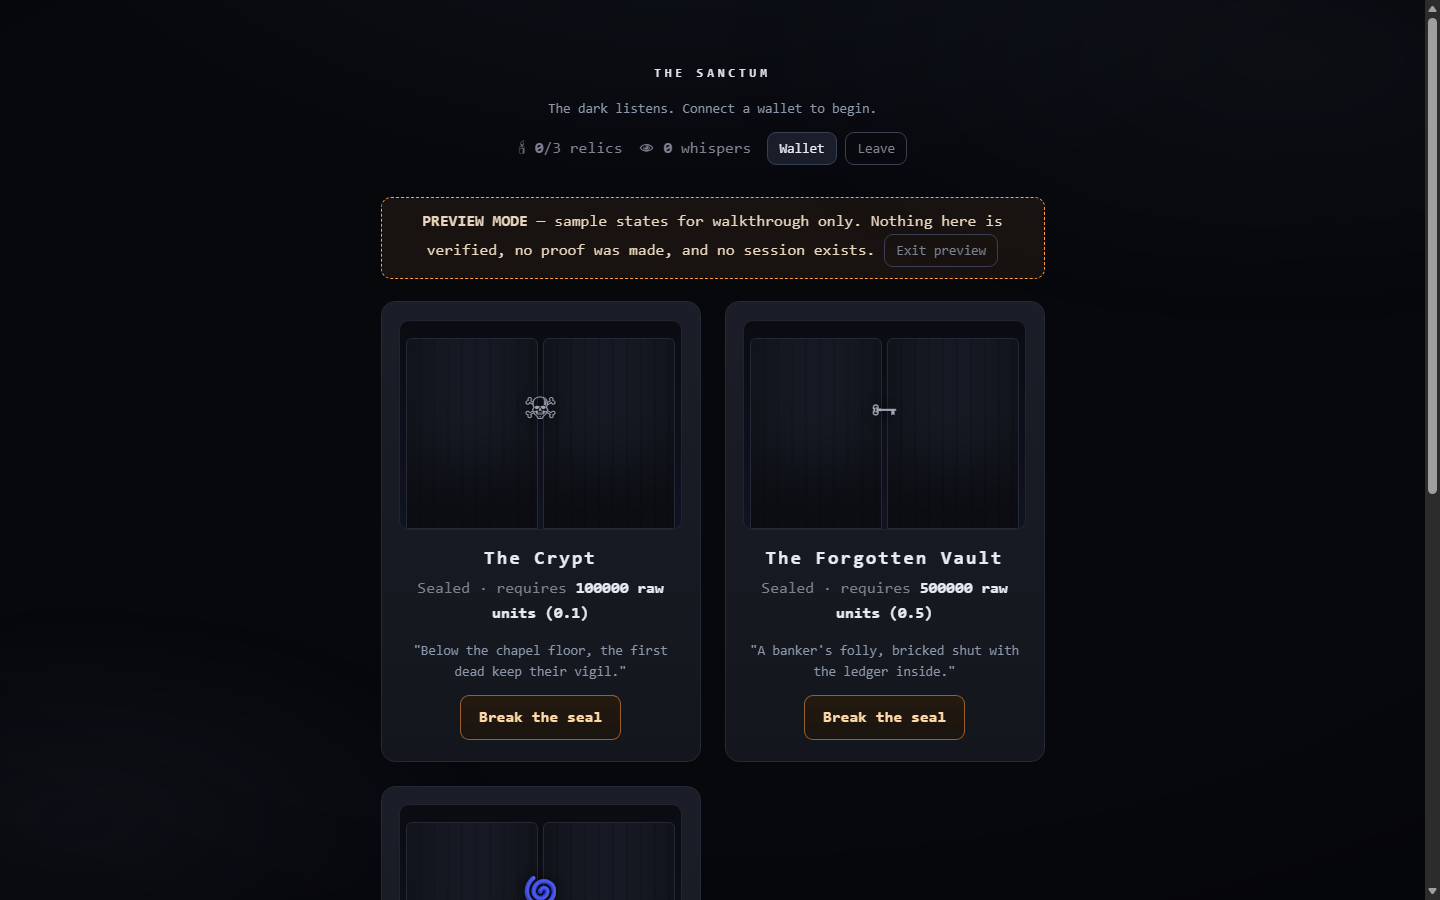 THE SANCTUM
The dark listens. Connect a wallet to begin.
0/3 relics 0 whispers Wallet Leave
PREVIEW MODE — sample states for walkthrough only. Nothing here is
verified, no proof was made, and no session exists. Exit preview
The Crypt
Sealed · requires 100000 raw
units (0.1)
"Below the chapel floor, the first
dead keep their vigil."
Break the seal
The Forgotten Vault
Sealed · requires 500000 raw
units (0.5)
"A banker's folly, bricked shut with
the ledger inside."
Break the seal